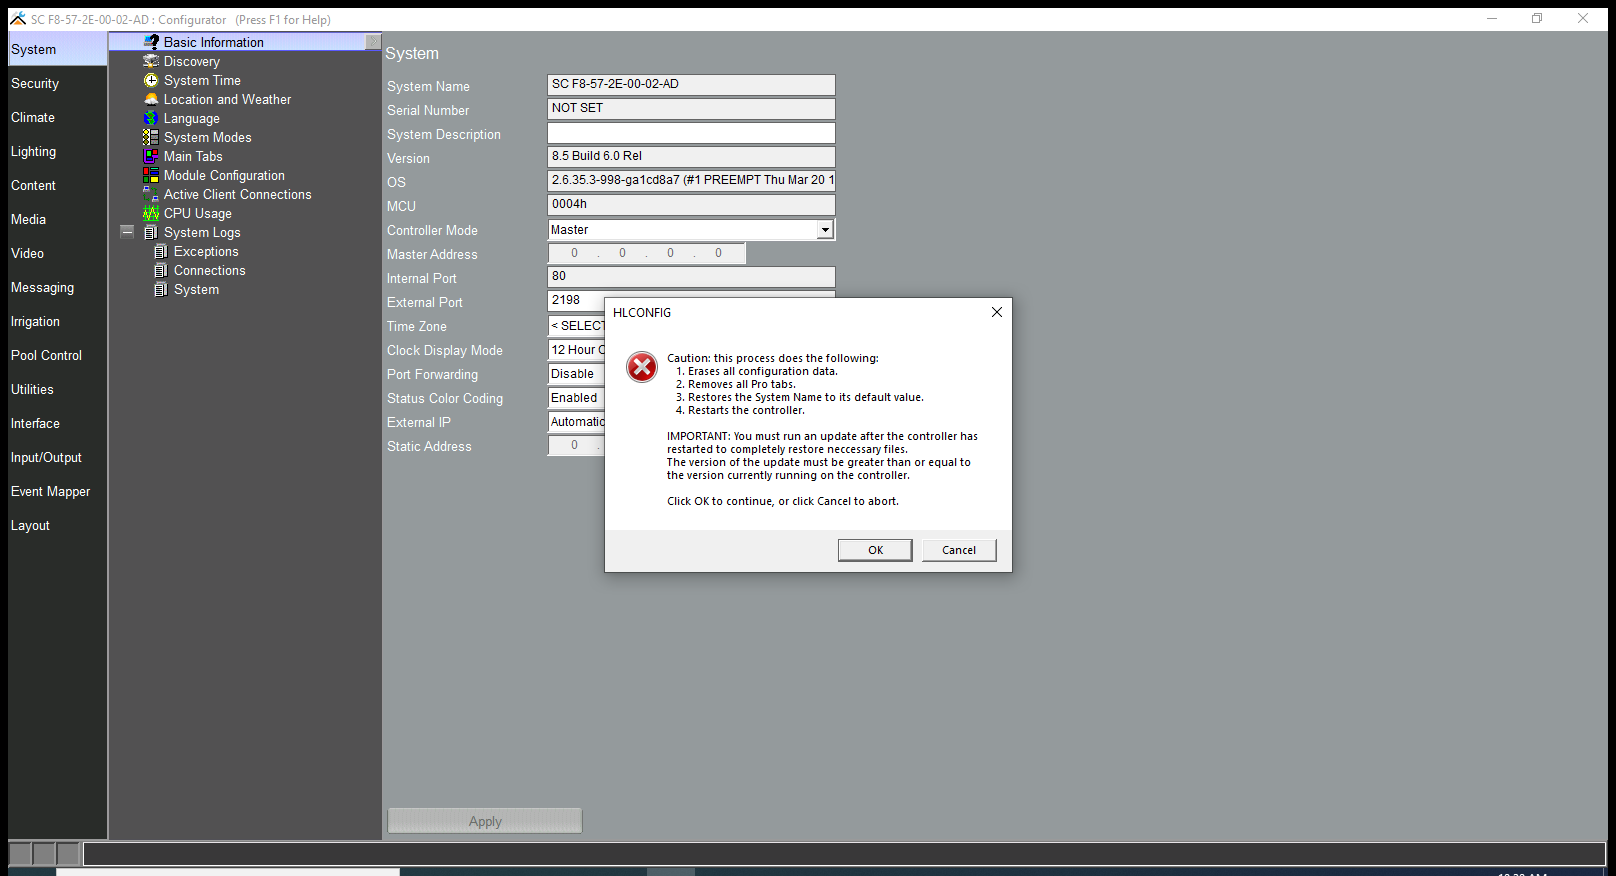 SC F8-57-2E-00-02-AD : Configurator   (Press F1 for Help)
System
Security
Climate
Lighting
Content
Media
Video
Messaging
Irrigation
Pool Control
Utilities
Interface
Input/Output
Event Mapper
Layout
Basic Information
Discovery
System Time
Location and Weather
Language
System Modes
Main Tabs
Module Configuration
Active Client Connections
CPU Usage
System Logs
Exceptions
Connections
System
System
System Name SC F8-57-2E-00-02-AD
Serial Number NOT SET
System Description
Version 8.5 Build 6.0 Rel
OS 2.6.35.3-998-ga1cd8a7 (#1 PREEMPT Thu Mar 20 1
MCU 0004h
Controller Mode Master
Master Address 0 . 0 . 0 . 0
Internal Port 80
External Port 2198
Time Zone < SELECT
Clock Display Mode 12 Hour
Port Forwarding Disable
Status Color Coding Enabled
External IP Automatic
Static Address 0 .
Apply
HLCONFIG
Caution: this process does the following:
1. Erases all configuration data.
2. Removes all Pro tabs.
3. Restores the System Name to its default value.
4. Restarts the controller.
IMPORTANT: You must run an update after the controller has
restarted to completely restore neccessary files.
The version of the update must be greater than or equal to
the version currently running on the controller.
Click OK to continue, or click Cancel to abort.
OK
Cancel